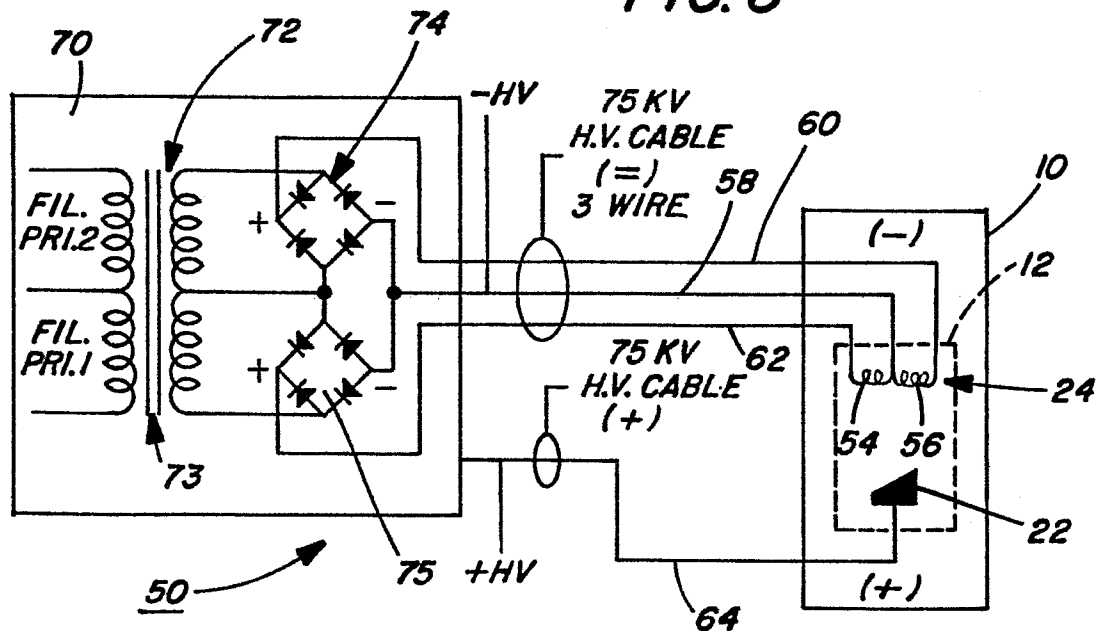 FIG. 6
70
72
74
-HV
75 KV
H.V. CABLE
(=)
3 WIRE
60
58
10
FIL.
PRI.2
+
-
(-)
12
FIL.
PRI.1
+
-
75 KV
H.V. CABLE
(+)
62
24
54 56
73
22
50
75
+HV
64
(+)